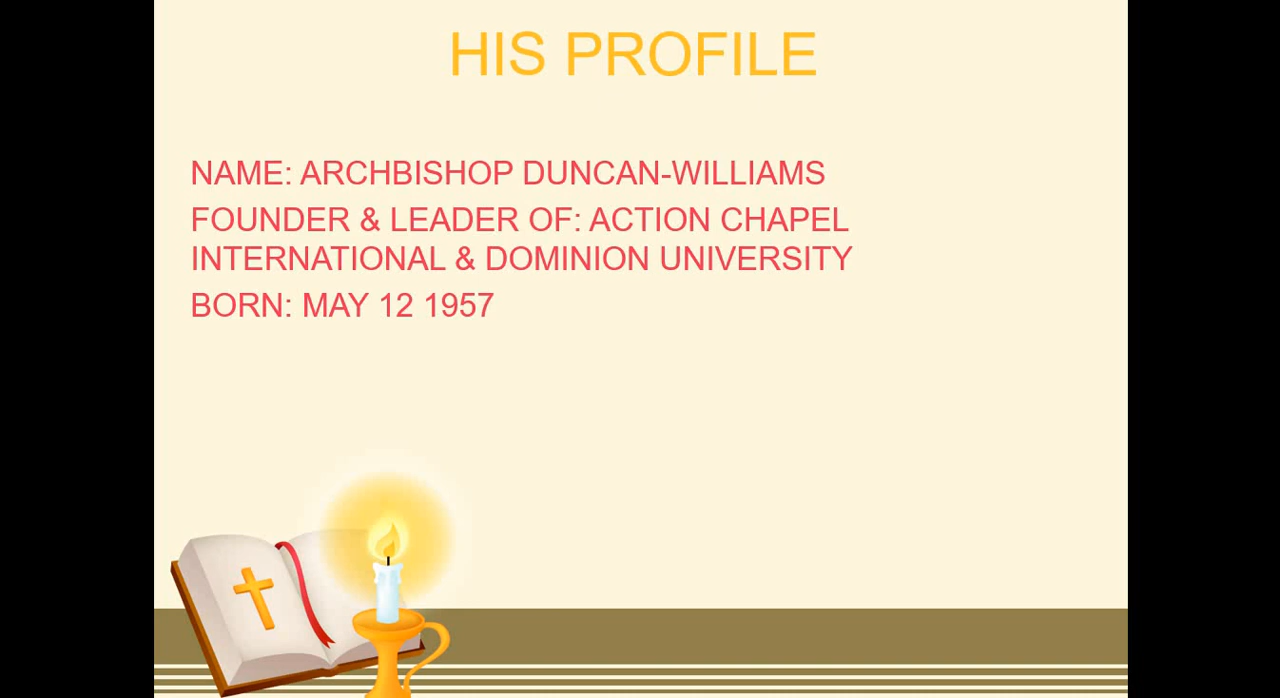 HIS PROFILE
NAME: ARCHBISHOP DUNCAN-WILLIAMS
FOUNDER & LEADER OF: ACTION CHAPEL
INTERNATIONAL & DOMINION UNIVERSITY
BORN: MAY 12 1957